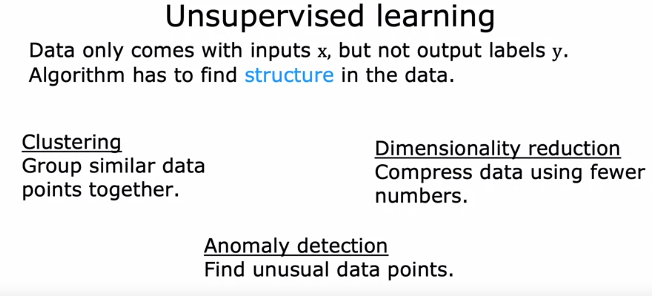 Unsupervised learning
Data only comes with inputs x, but not output labels y.
Algorithm has to find structure in the data.
Clustering
Group similar data
points together.
Dimensionality reduction
Compress data using fewer
numbers.
Anomaly detection
Find unusual data points.